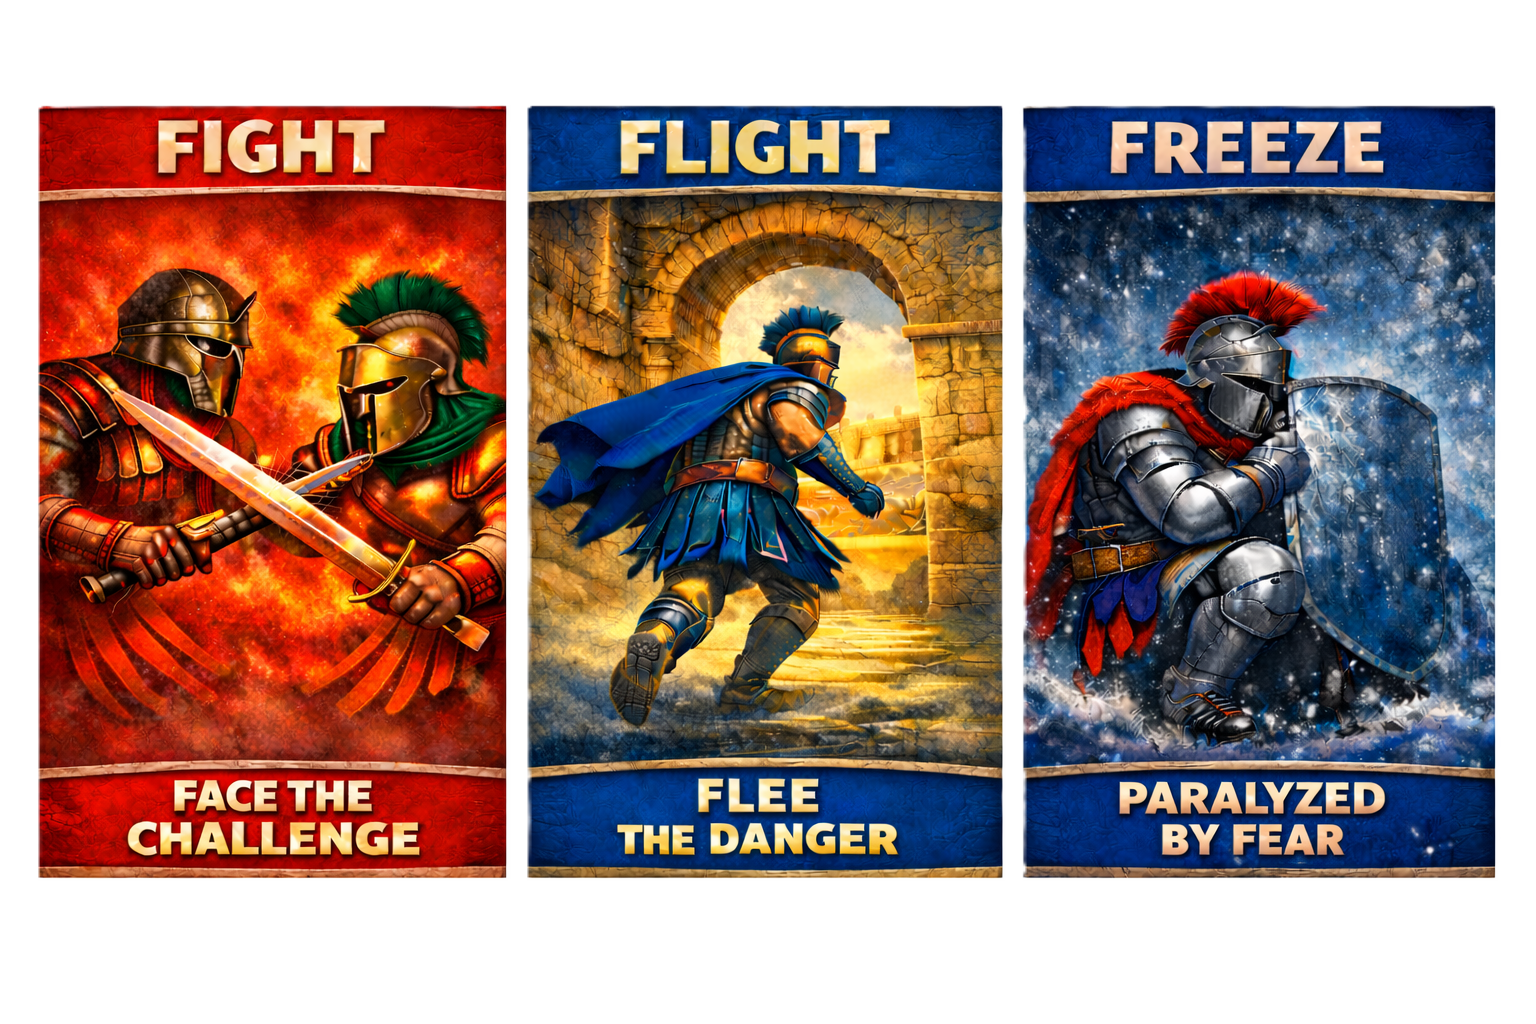 FIGHT
FACE THE
CHALLENGE
FLIGHT
FLEE
THE DANGER
FREEZE
PARALYZED
BY FEAR